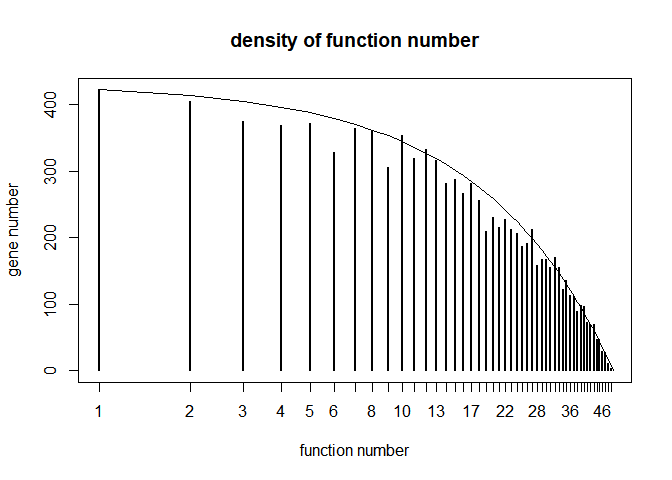 density of function number
gene number
400
300
200
100
0
1 2 3 4 5 6 8 10 13 17 22 28 36 46
function number